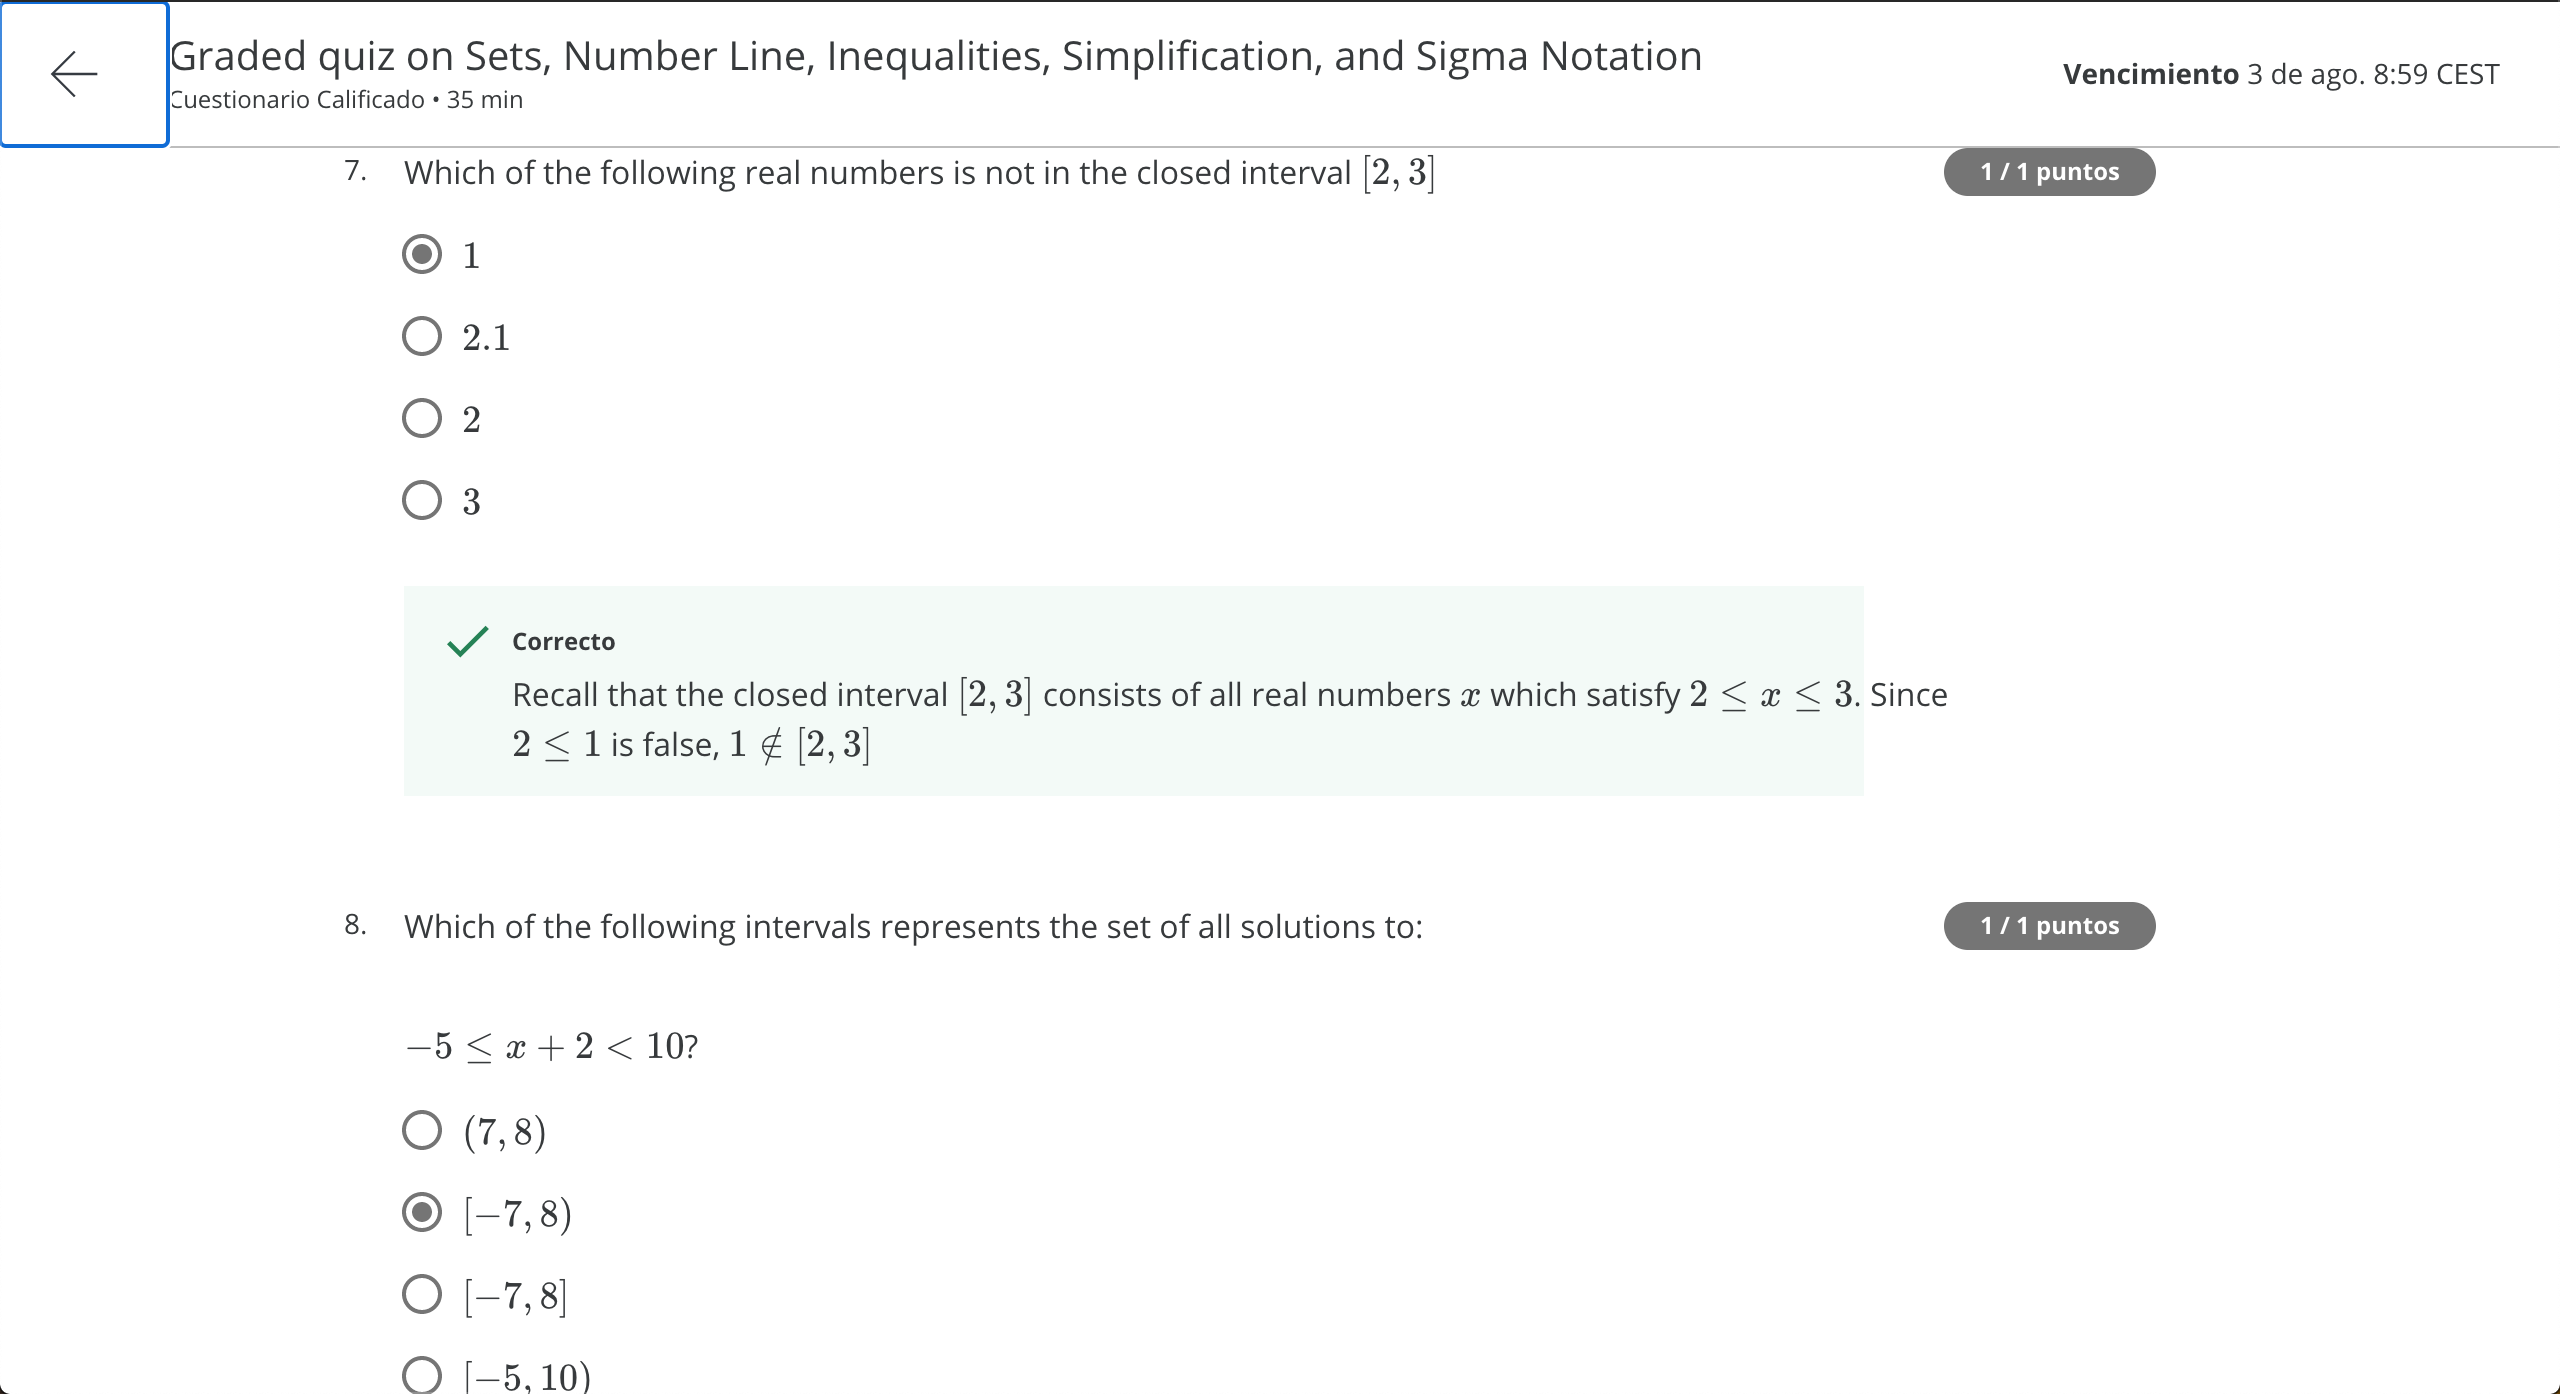 Graded quiz on Sets, Number Line, Inequalities, Simplification, and Sigma Notation
Cuestionario Calificado • 35 min
Vencimiento 3 de ago. 8:59 CEST
7. Which of the following real numbers is not in the closed interval [2, 3]
1 / 1 puntos
1
2.1
2
3
Correcto
Recall that the closed interval [2, 3] consists of all real numbers x which satisfy 2 ≤ x ≤ 3. Since
2 ≤ 1 is false, 1 ∉ [2, 3]
8. Which of the following intervals represents the set of all solutions to:
1 / 1 puntos
−5 ≤ x + 2 < 10?
(7, 8)
[−7, 8)
[−7, 8]
[−5, 10)